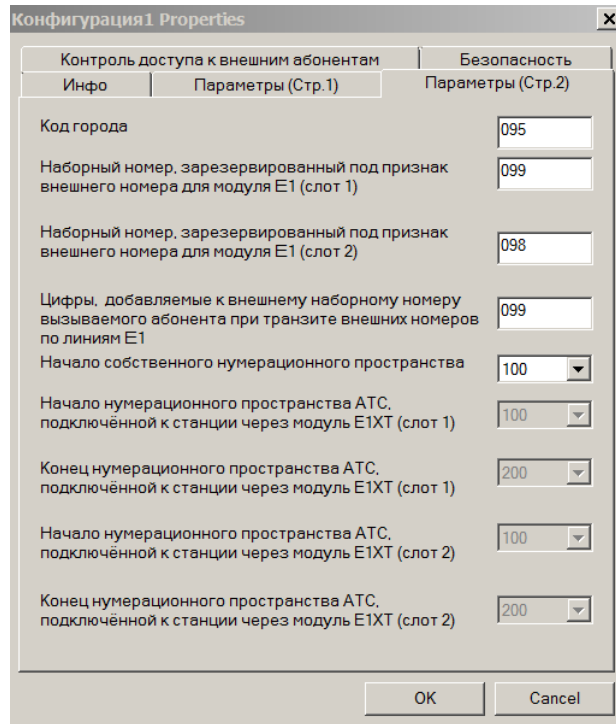 Конфигурация1 Properties
Контроль доступа к внешним абонентам
Безопасность
Инфо
Параметры (Стр.1)
Параметры (Стр.2)
Код города
095
Наборный номер, зарезервированный под признак
внешнего номера для модуля E1 (слот 1)
099
Наборный номер, зарезервированный под признак
внешнего номера для модуля E1 (слот 2)
098
Цифры, добавляемые к внешнему наборному номеру
вызываемого абонента при транзите внешних номеров
по линиям E1
099
Начало собственного нумерационного пространства
100
Начало нумерационного пространства АТС,
подключённой к станции через модуль E1XT (слот 1)
100
Конец нумерационного пространства АТС,
подключённой к станции через модуль E1XT (слот 1)
200
Начало нумерационного пространства АТС,
подключённой к станции через модуль E1XT (слот 2)
100
Конец нумерационного пространства АТС,
подключённой к станции через модуль E1XT (слот 2)
200
OK
Cancel